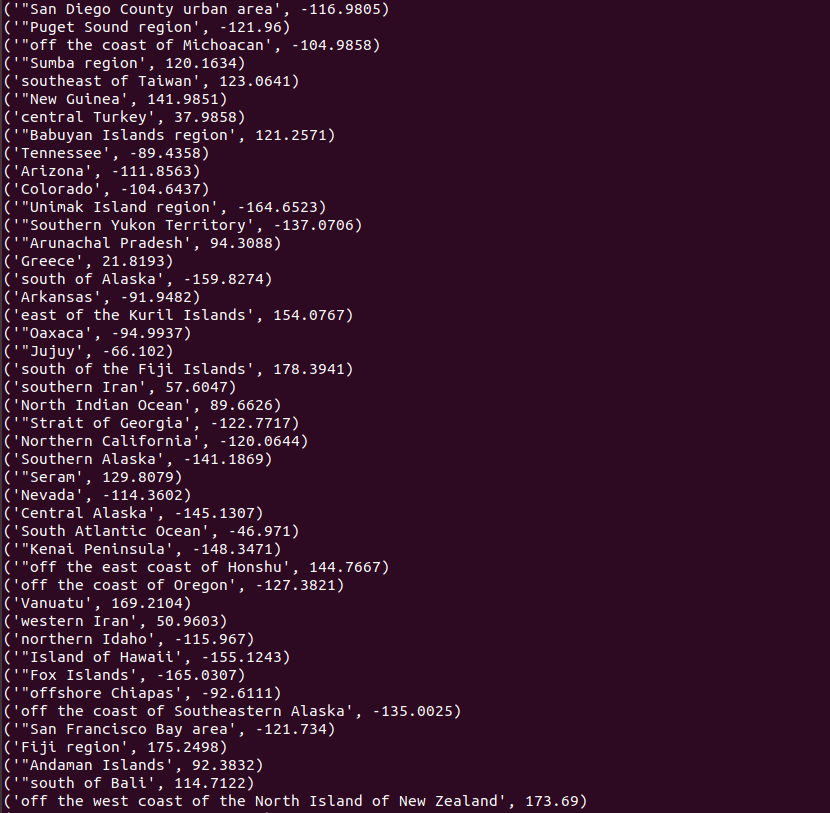 ('"San Diego County urban area', -116.9805)
('"Puget Sound region', -121.96)
('"off the coast of Michoacan', -104.9858)
('"Sumba region', 120.1634)
('southeast of Taiwan', 123.0641)
('"New Guinea', 141.9851)
('central Turkey', 37.9858)
('"Babuyan Islands region', 121.2571)
('Tennessee', -89.4358)
('Arizona', -111.8563)
('Colorado', -104.6437)
('"Unimak Island region', -164.6523)
('"Southern Yukon Territory', -137.0706)
('"Arunachal Pradesh', 94.3088)
('Greece', 21.8193)
('south of Alaska', -159.8274)
('Arkansas', -91.9482)
('east of the Kuril Islands', 154.0767)
('"Oaxaca', -94.9937)
('"Jujuy', -66.102)
('south of the Fiji Islands', 178.3941)
('southern Iran', 57.6047)
('North Indian Ocean', 89.6626)
('"Strait of Georgia', -122.7717)
('Northern California', -120.0644)
('Southern Alaska', -141.1869)
('"Seram', 129.8079)
('Nevada', -114.3602)
('Central Alaska', -145.1307)
('South Atlantic Ocean', -46.971)
('"Kenai Peninsula', -148.3471)
('"off the east coast of Honshu', 144.7667)
('off the coast of Oregon', -127.3821)
('Vanuatu', 169.2104)
('western Iran', 50.9603)
('northern Idaho', -115.967)
('"Island of Hawaii', -155.1243)
('"Fox Islands', -165.0307)
('"offshore Chiapas', -92.6111)
('off the coast of Southeastern Alaska', -135.0025)
('"San Francisco Bay area', -121.734)
('Fiji region', 175.2498)
('"Andaman Islands', 92.3832)
('"south of Bali', 114.7122)
('off the west coast of the North Island of New Zealand', 173.69)